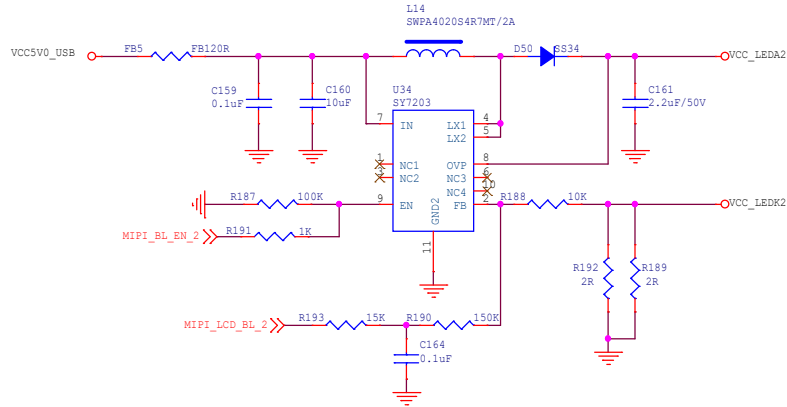 L14
SWPA4020S4R7MT/2A
VCC5V0_USB
FB5
FB120R
D50
SS34
VCC_LEDA2
C159
0.1uF
C160
10uF
U34
SY7203
C161
2.2uF/50V
7
IN
LX1
4
LX2
5
1
NC1
OVP
8
3
NC2
NC3
6
NC4
10
R187
100K
9
EN
FB
2
R188
10K
VCC_LEDK2
GND2
11
MIPI_BL_EN_2
R191
1K
R192
2R
R189
2R
MIPI_LCD_BL_2
R193
15K
R190
150K
C164
0.1uF